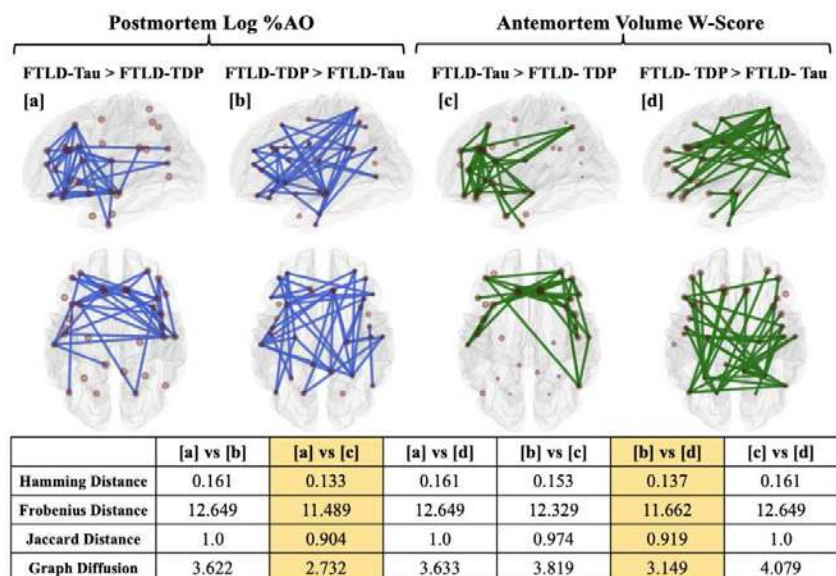 Postmortem Log %AO Antemortem Volume W-Score
FTLD-Tau > FTLD-TDP FTLD-TDP > FTLD-Tau FTLD-Tau > FTLD- TDP FTLD- TDP > FTLD- Tau
[a] [b] [c] [d]
[a] vs [b] [a] vs [c] [a] vs [d] [b] vs [c] [b] vs [d] [c] vs [d]
Hamming Distance 0.161 0.133 0.161 0.153 0.137 0.161
Frobenius Distance 12.649 11.489 12.649 12.329 11.662 12.649
Jaccard Distance 1.0 0.904 1.0 0.974 0.919 1.0
Graph Diffusion 3.622 2.732 3.633 3.819 3.149 4.079